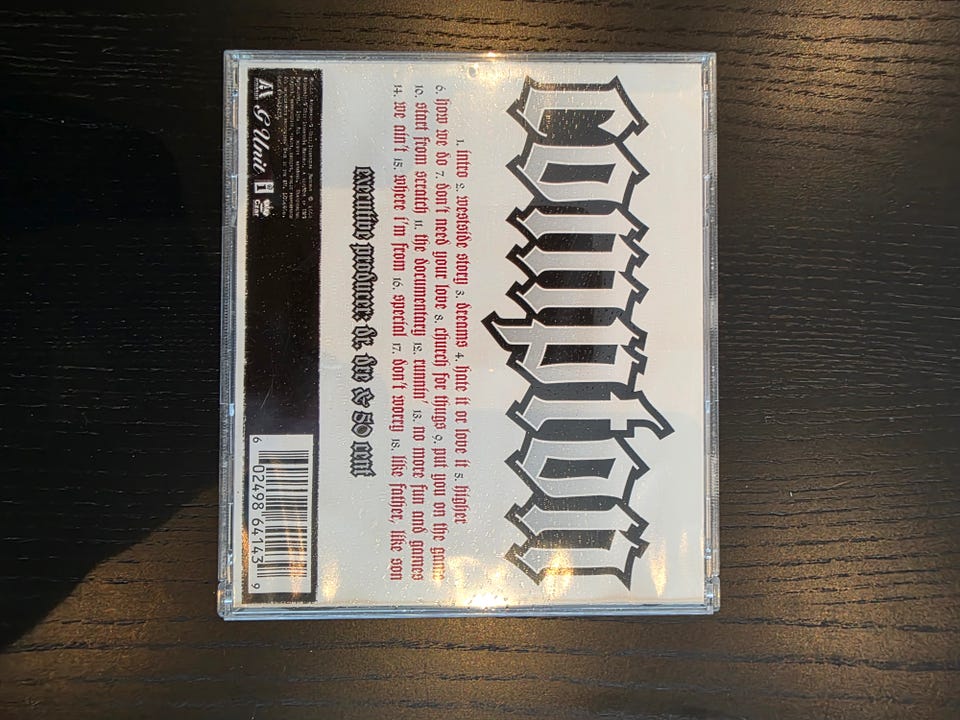 compton
1. intro 2. westside story 3. dreams 4. hate it or love it 5. higher
6. how we do 7. don't need your love 8. church for thugs 9. put you on the game
10. start from scratch 11. the documentary 12. runnin' 13. no more fun and games
14. we ain't 15. where i'm from 16. special 17. don't worry 18. like father, like son
executive producer: dr. dre & 50 cent
A G Unit i
6 02498 64143 9